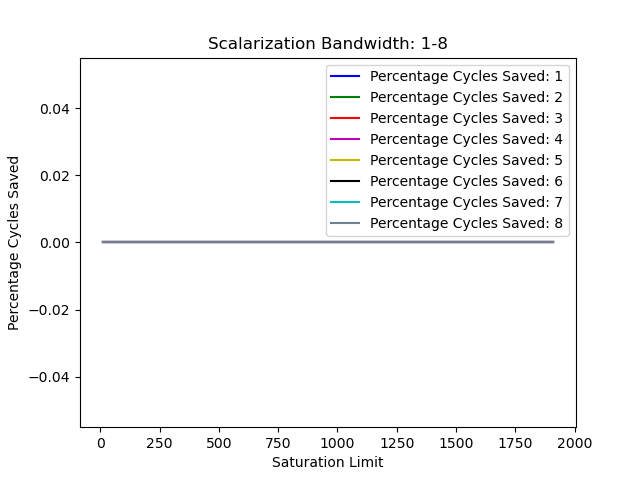 Scalarization Bandwidth: 1-8
Percentage Cycles Saved: 1
Percentage Cycles Saved: 2
Percentage Cycles Saved: 3
Percentage Cycles Saved: 4
Percentage Cycles Saved: 5
Percentage Cycles Saved: 6
Percentage Cycles Saved: 7
Percentage Cycles Saved: 8
Percentage Cycles Saved
0.04
0.02
0.00
−0.02
−0.04
0 250 500 750 1000 1250 1500 1750 2000
Saturation Limit